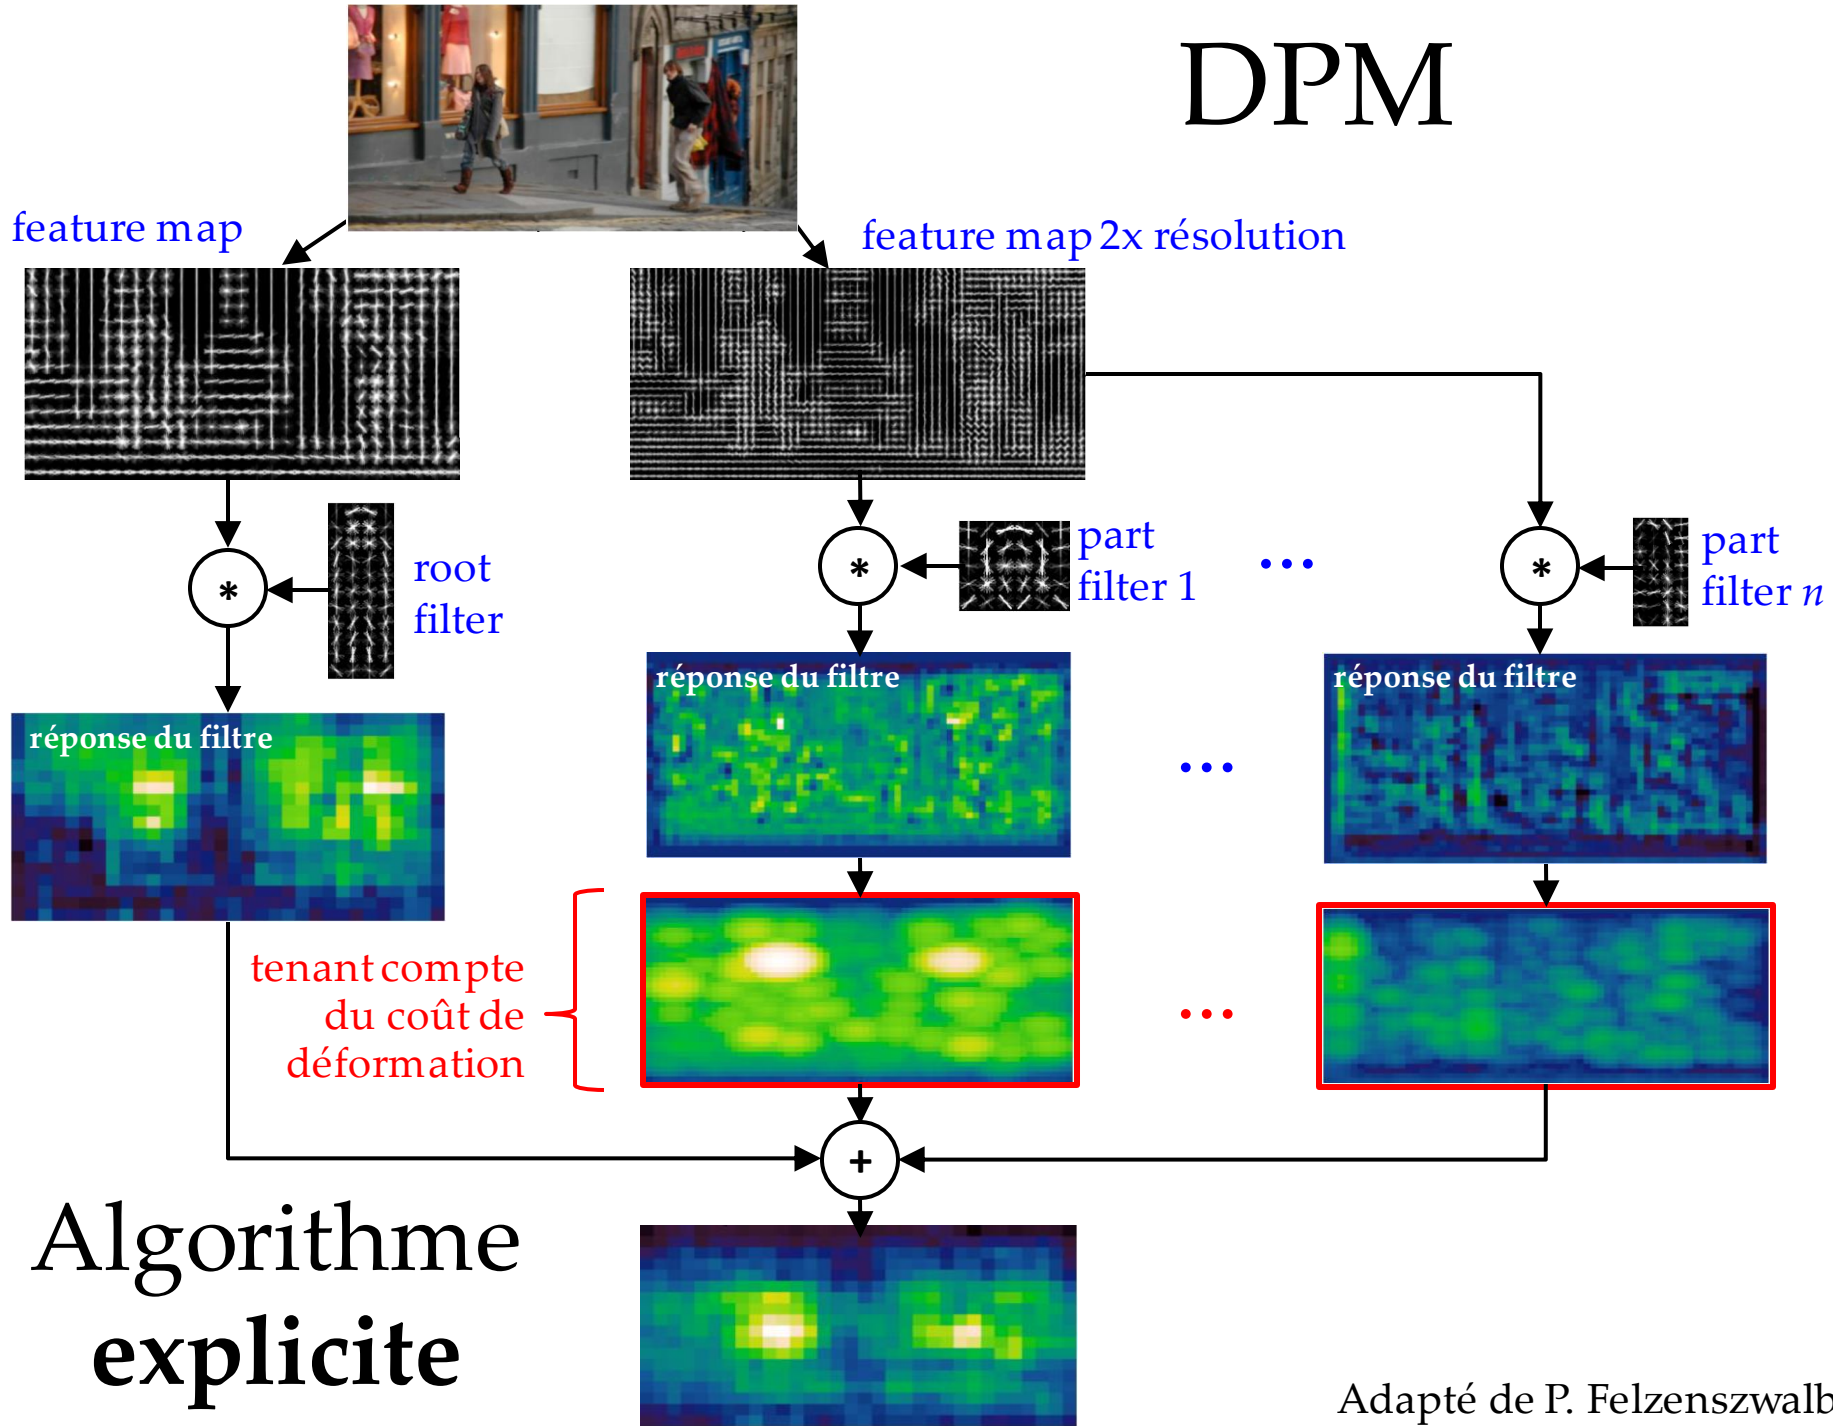 DPM
feature map
feature map 2x résolution
*
root
filter
*
part
filter 1
...
*
part
filter n
réponse du filtre
réponse du filtre
réponse du filtre
...
tenant compte
du coût de
déformation
...
+
Algorithme
explicite
Adapté de P. Felzenszwalb